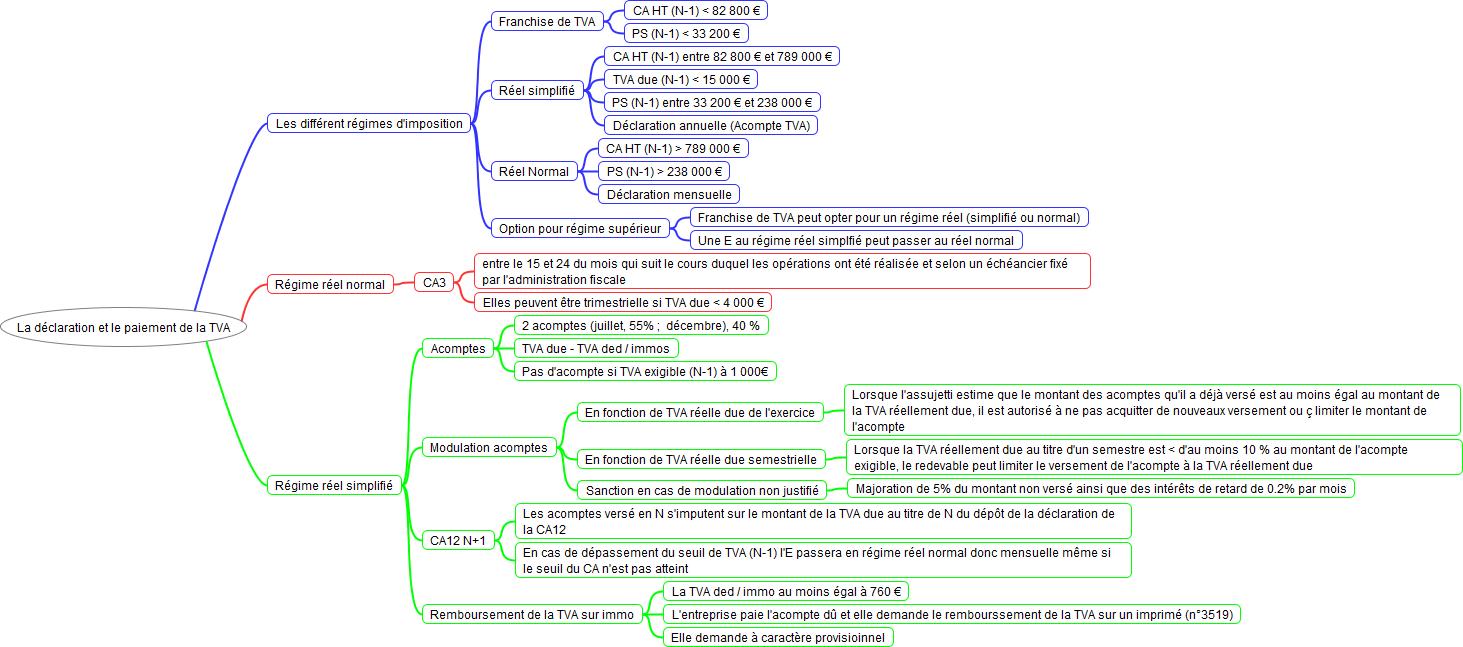 La déclaration et le paiement de la TVA
Les différent régimes d'imposition
Franchise de TVA
CA HT (N-1) < 82 800 €
PS (N-1) < 33 200 €
Réel simplifié
CA HT (N-1) entre 82 800 € et 789 000 €
TVA due (N-1) < 15 000 €
PS (N-1) entre 33 200 € et 238 000 €
Déclaration annuelle (Acompte TVA)
Réel Normal
CA HT (N-1) > 789 000 €
PS (N-1) > 238 000 €
Déclaration mensuelle
Option pour régime supérieur
Franchise de TVA peut opter pour un régime réel (simplifié ou normal)
Une E au régime réel simplfié peut passer au réel normal
Régime réel normal
CA3
entre le 15 et 24 du mois qui suit le cours duquel les opérations ont été réalisée et selon un échéancier fixé
par l'administration fiscale
Elles peuvent être trimestrielle si TVA due < 4 000 €
Régime réel simplifié
Acomptes
2 acomptes (juillet, 55% ;  décembre), 40 %
TVA due - TVA ded / immos
Pas d'acompte si TVA exigible (N-1) à 1 000€
Modulation acomptes
En fonction de TVA réelle due de l'exercice
Lorsque l'assujetti estime que le montant des acomptes qu'il a déjà versé est au moins égal au montant de
la TVA réellement due, il est autorisé à ne pas acquitter de nouveaux versement ou ç limiter le montant de
l'acompte
En fonction de TVA réelle due semestrielle
Lorsque la TVA réellement due au titre d'un semestre est < d'au moins 10 % au montant de l'acompte
exigible, le redevable peut limiter le versement de l'acompte à la TVA réellement due
Sanction en cas de modulation non justifié
Majoration de 5% du montant non versé ainsi que des intérêts de retard de 0.2% par mois
CA12 N+1
Les acomptes versé en N s'imputent sur le montant de la TVA due au titre de N du dépôt de la déclaration de
la CA12
En cas de dépassement du seuil de TVA (N-1) l'E passera en régime réel normal donc mensuelle même si
le seuil du CA n'est pas atteint
Remboursement de la TVA sur immo
La TVA ded / immo au moins égal à 760 €
L'entreprise paie l'acompte dû et elle demande le rembourssement de la TVA sur un imprimé (n°3519)
Elle demande à caractère provisioinnel